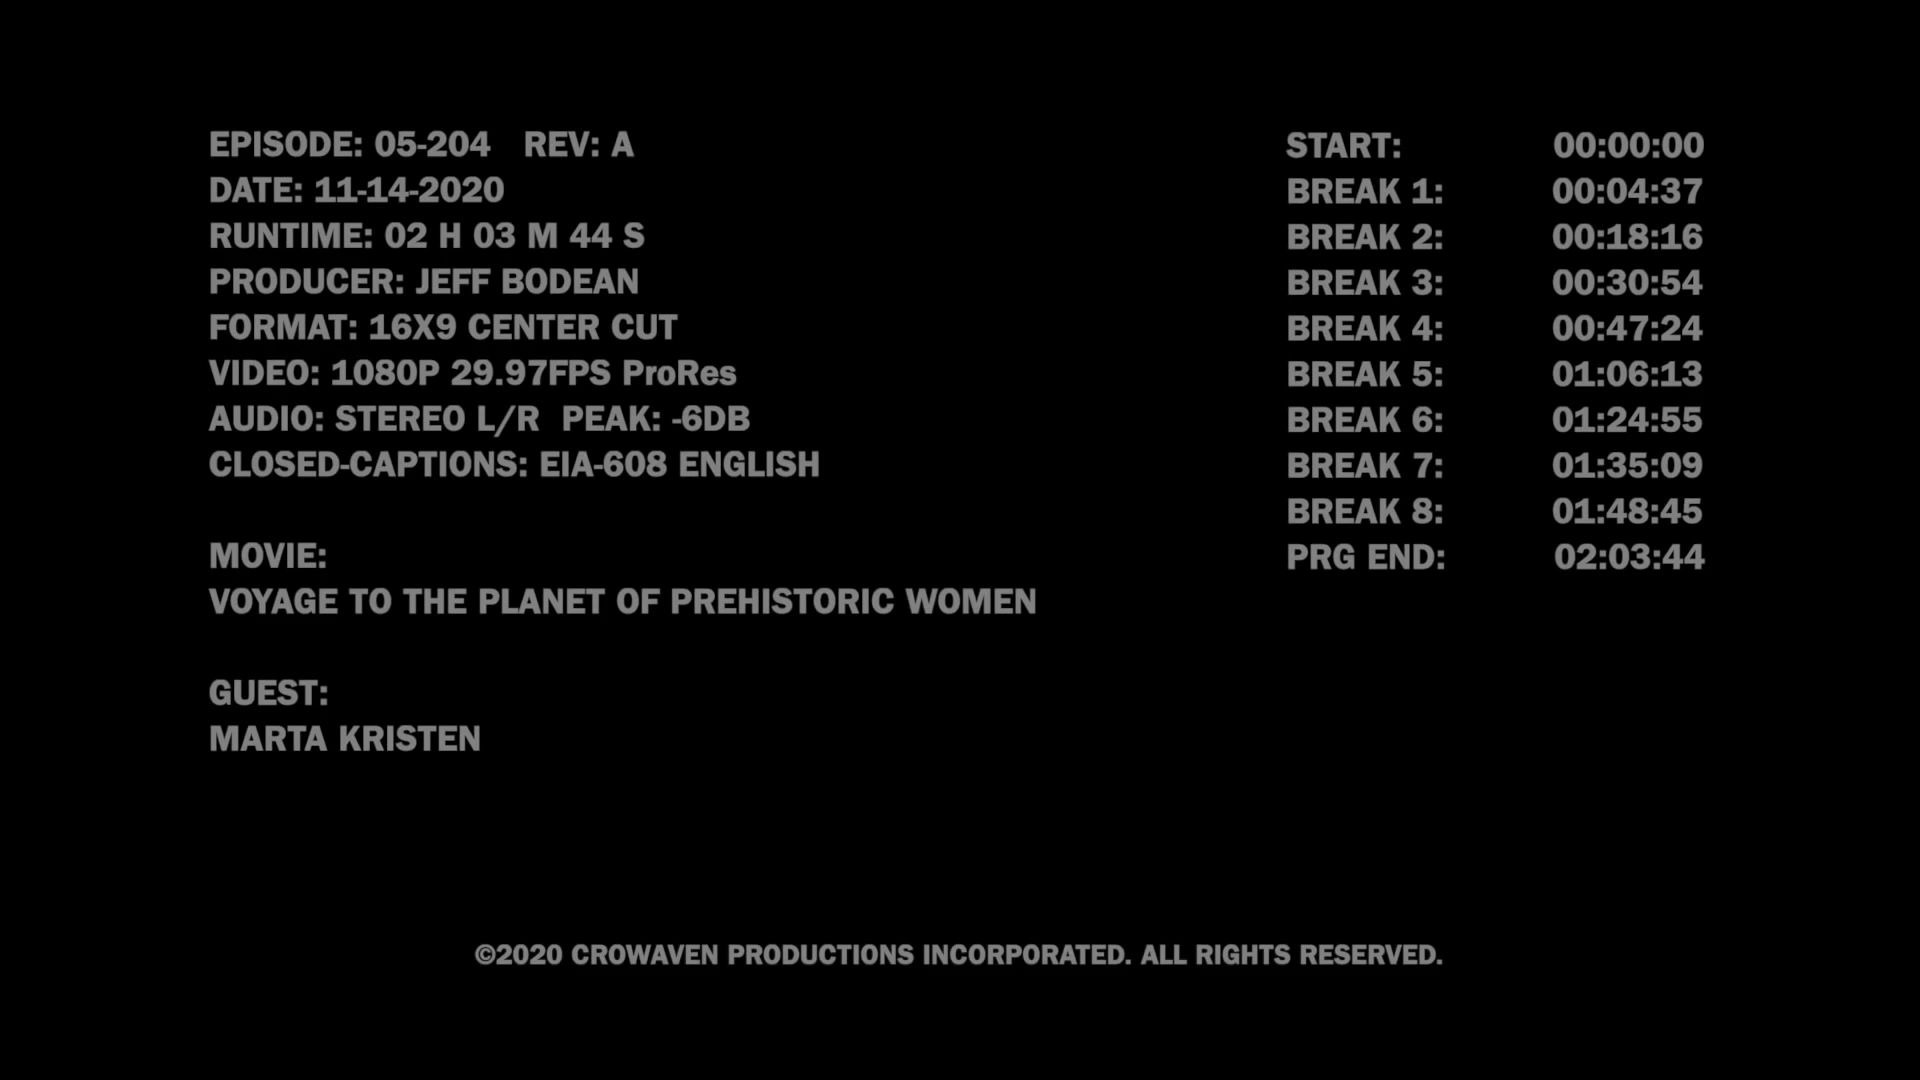 EPISODE: 05-204 REV: A
DATE: 11-14-2020
RUNTIME: 02 H 03 M 44 S
PRODUCER: JEFF BODEAN
FORMAT: 16X9 CENTER CUT
VIDEO: 1080P 29.97FPS ProRes
AUDIO: STEREO L/R PEAK: -6DB
CLOSED-CAPTIONS: EIA-608 ENGLISH
MOVIE:
VOYAGE TO THE PLANET OF PREHISTORIC WOMEN
GUEST:
MARTA KRISTEN
START: 00:00:00
BREAK 1: 00:04:37
BREAK 2: 00:18:16
BREAK 3: 00:30:54
BREAK 4: 00:47:24
BREAK 5: 01:06:13
BREAK 6: 01:24:55
BREAK 7: 01:35:09
BREAK 8: 01:48:45
PRG END: 02:03:44
©2020 CROWAVEN PRODUCTIONS INCORPORATED. ALL RIGHTS RESERVED.